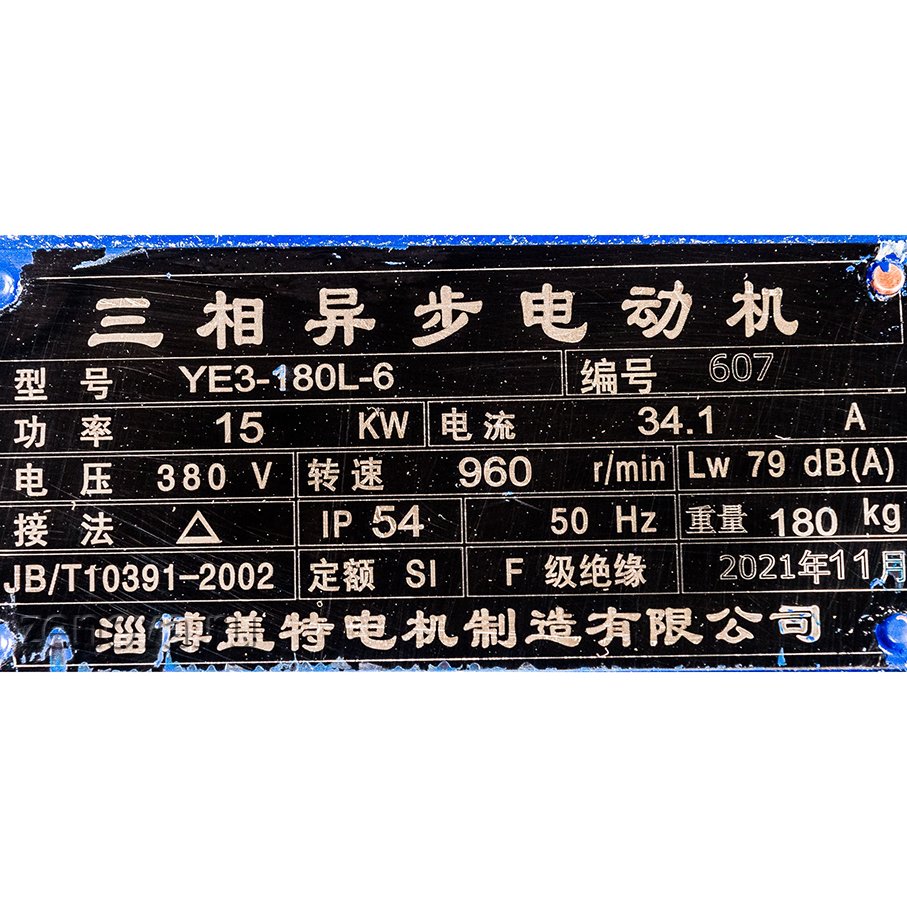 三相异步电动机
型号 YE3-180L-6 编号 607
功率 15 KW 电流 34.1 A
电压 380 V 转速 960 r/min Lw 79 dB(A)
接法 △ IP 54 50 Hz 重量 180 kg
JB/T10391-2002 定额 SI F 级绝缘 2021年11月
淄博盖特电机制造有限公司